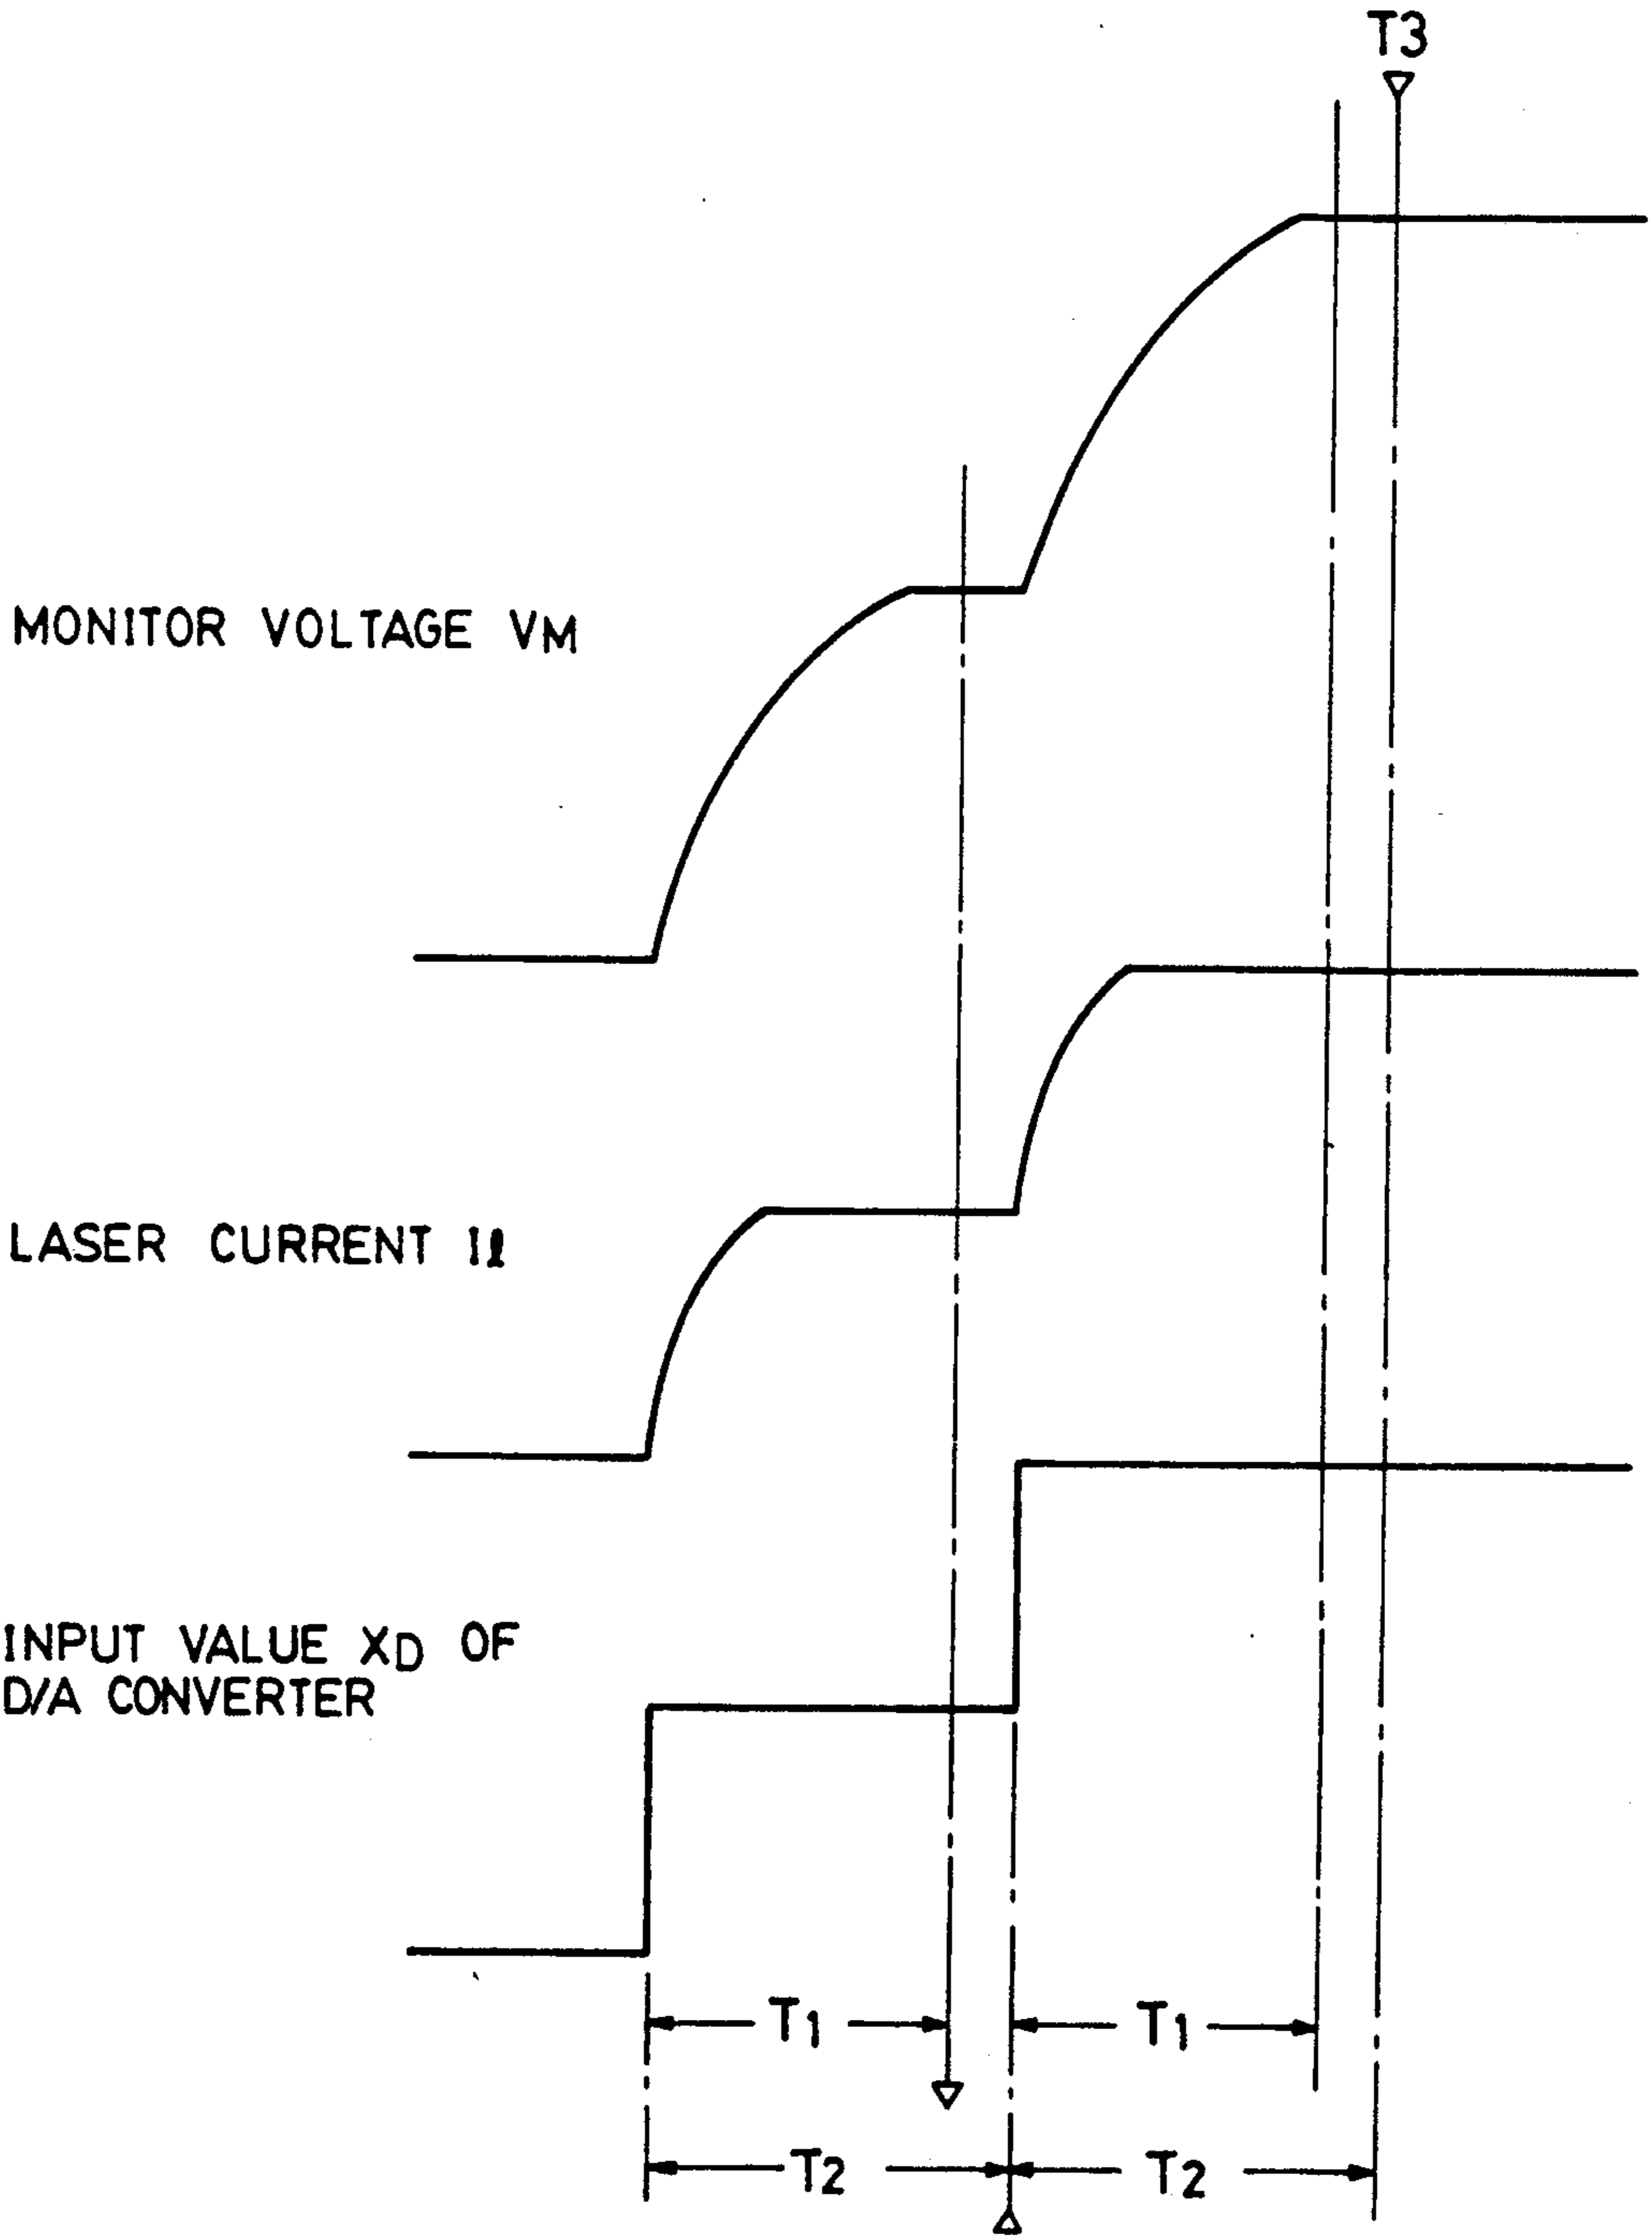 T3
MONITOR VOLTAGE VM
LASER CURRENT Iℓ
INPUT VALUE XD OF
D/A CONVERTER
T1 T1
T2 T2